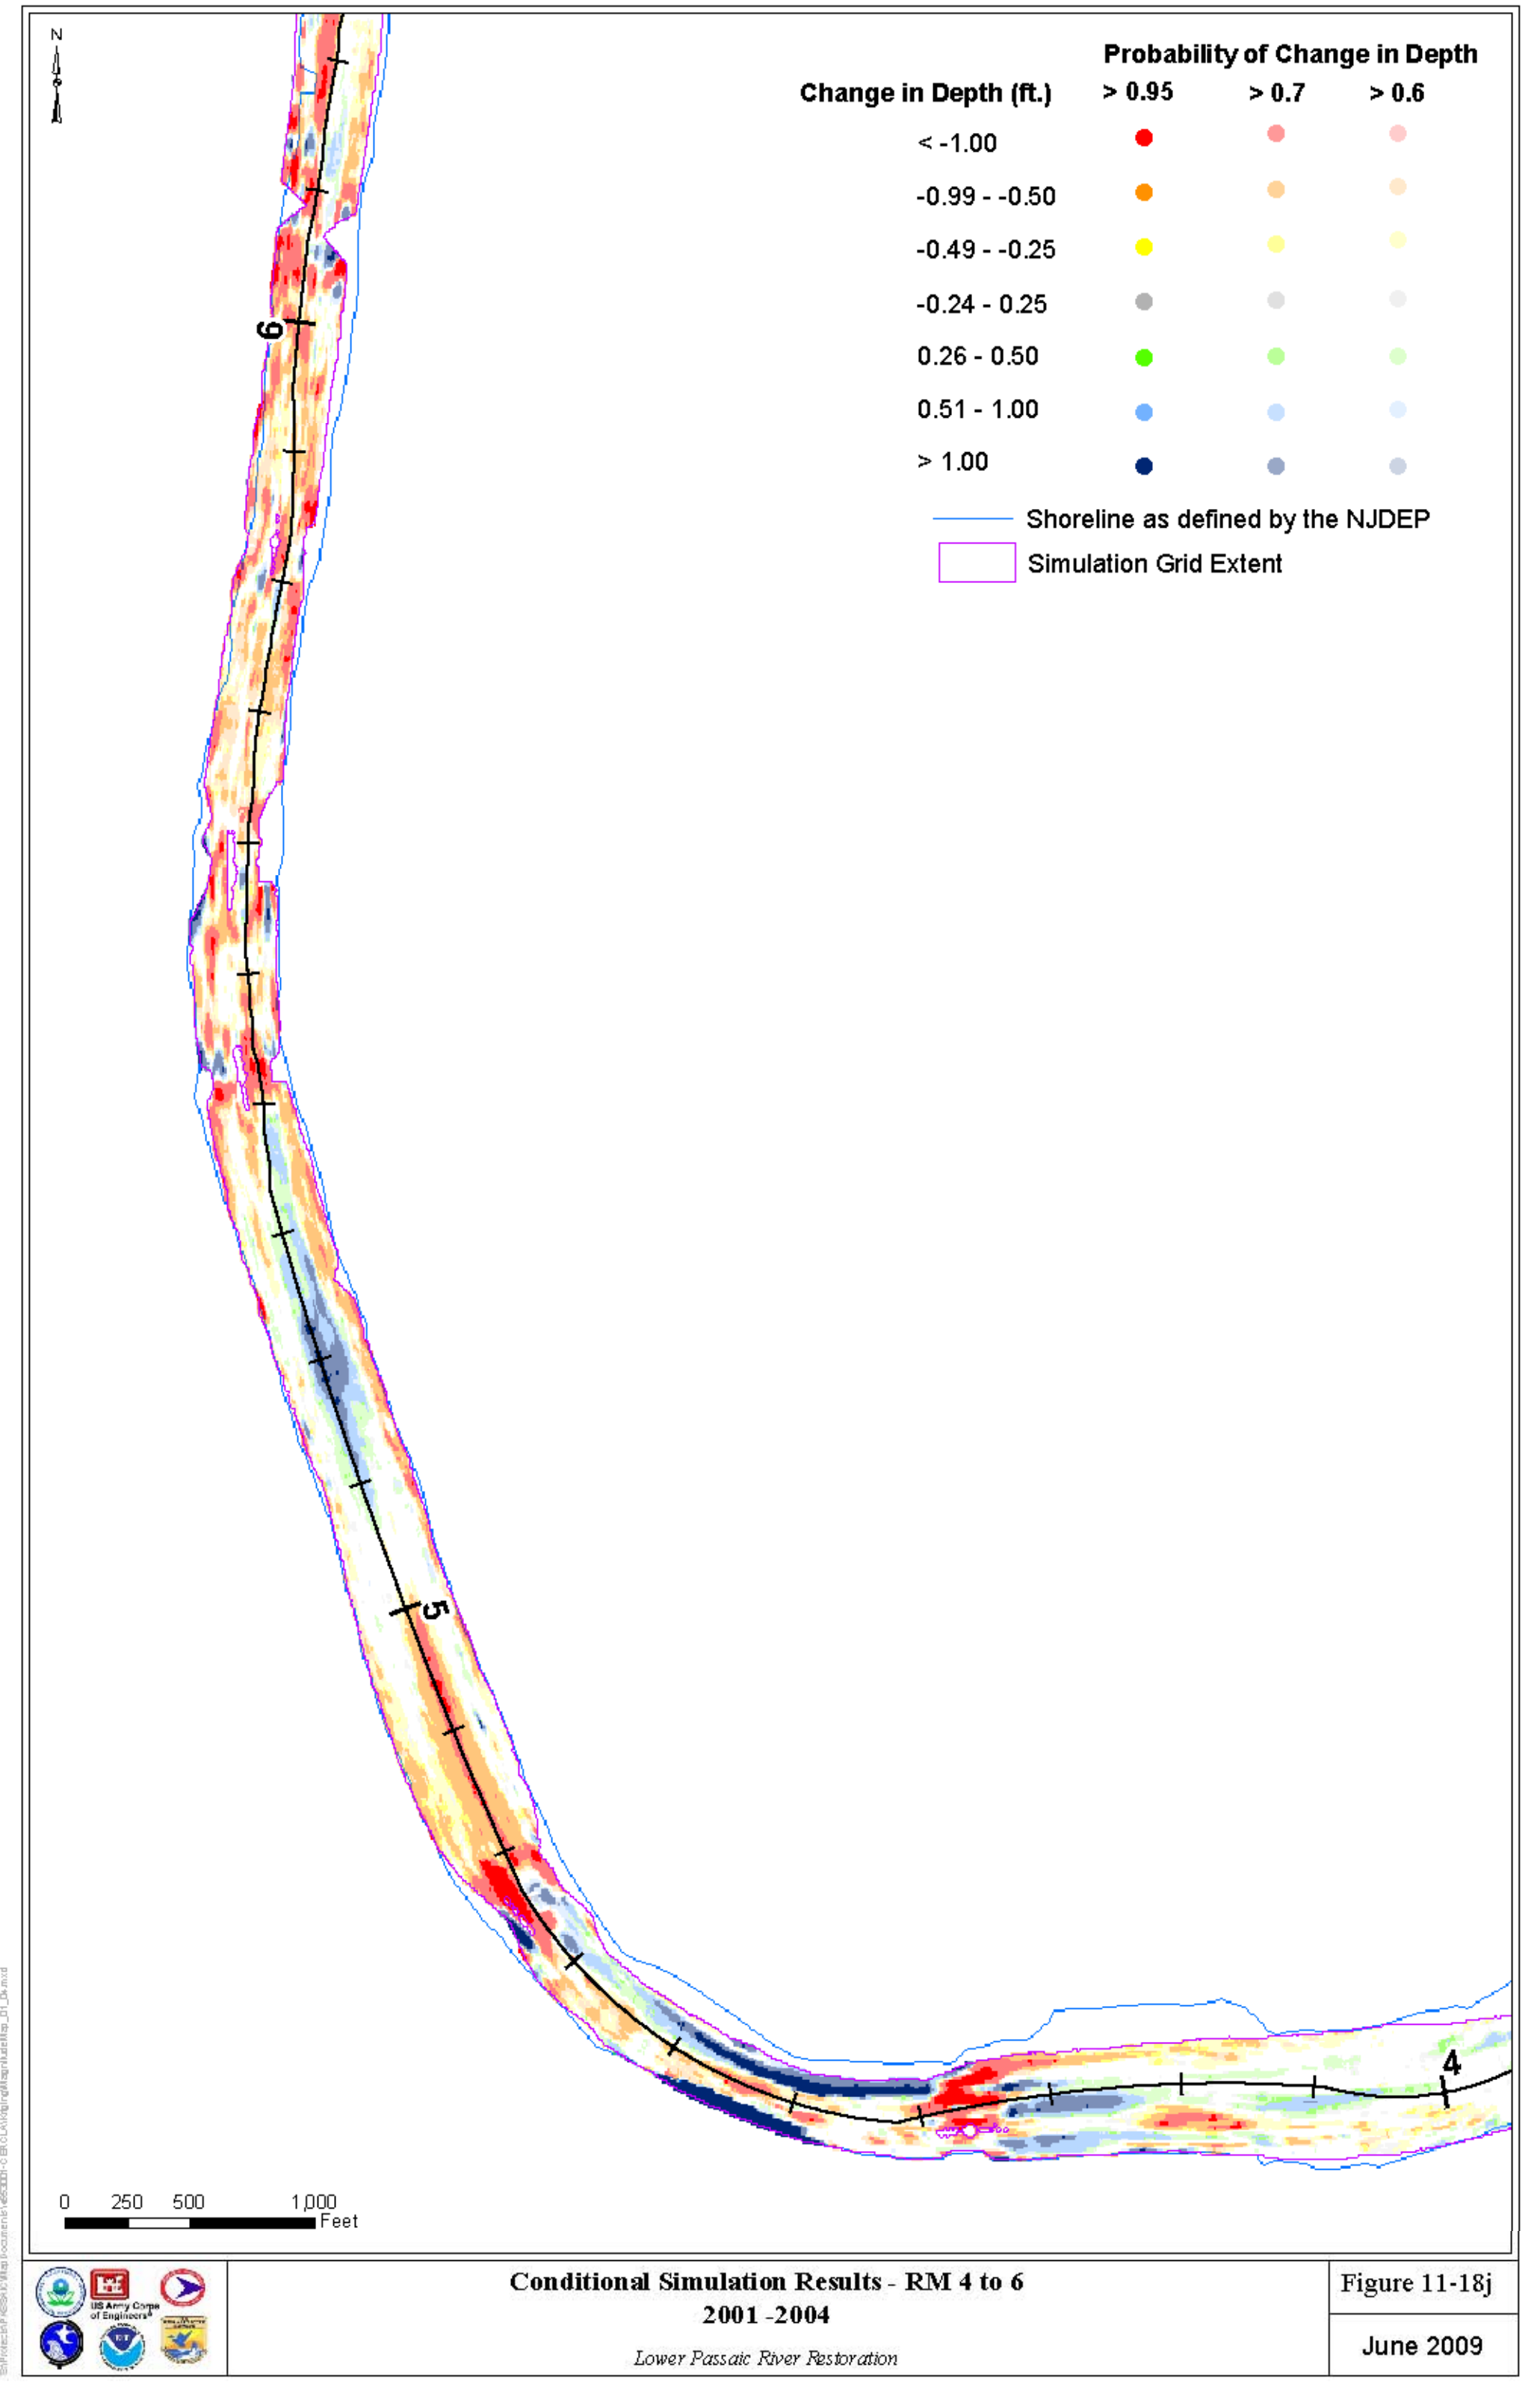 N
Probability of Change in Depth
Change in Depth (ft.) > 0.95 > 0.7 > 0.6
< -1.00
-0.99 - -0.50
-0.49 - -0.25
-0.24 - 0.25
0.26 - 0.50
0.51 - 1.00
> 1.00
Shoreline as defined by the NJDEP
Simulation Grid Extent
6
5
4
0 250 500 1,000
Feet
US Army Corps
of Engineers®
Conditional Simulation Results - RM 4 to 6
2001 -2004
Lower Passaic River Restoration
Figure 11-18j
June 2009